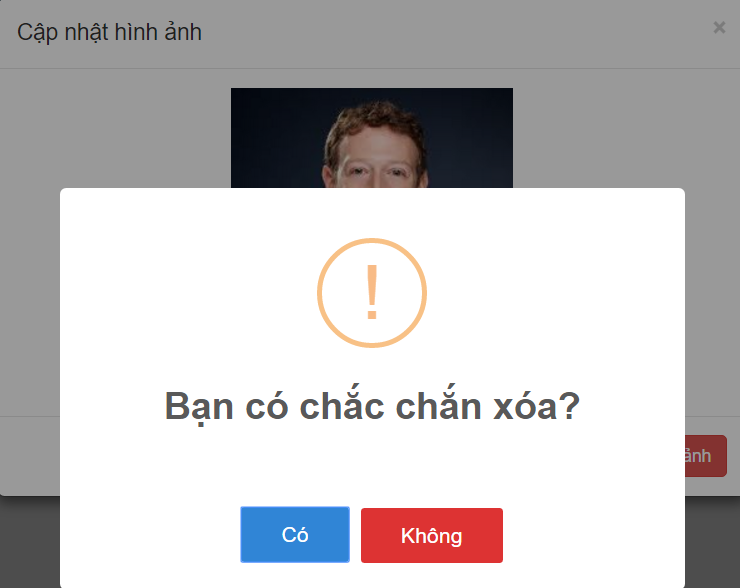 Cập nhật hình ảnh
×
!
Bạn có chắc chắn xóa?
ảnh
Có
Không